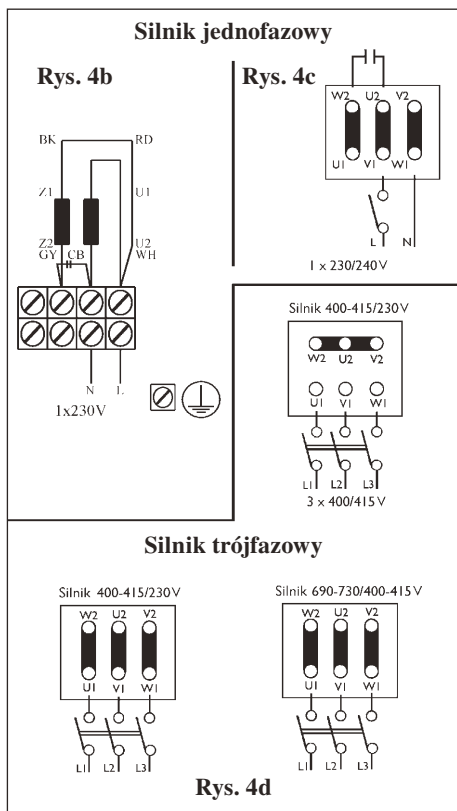 Silnik jednofazowy
Rys. 4b
BK RD
Z1 U1
Z2 U2
GY CB WH
N L
1x230V
Rys. 4c
W2 U2 V2
U1 V1 W1
L N
1 x 230/240V
Silnik 400-415/230V
W2 U2 V2
U1 V1 W1
L1 L2 L3
3 x 400/415V
Silnik trójfazowy
Silnik 400-415/230V
W2 U2 V2
U1 V1 W1
L1 L2 L3
Silnik 690-730/400-415V
W2 U2 V2
U1 V1 W1
L1 L2 L3
Rys. 4d